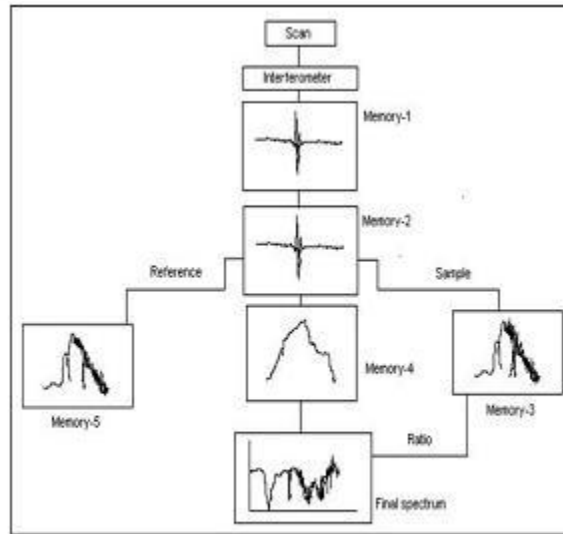 Scan
Interferometer
Memory-1
Memory-2
Reference
Sample
Memory-4
Memory-5
Memory-3
Ratio
Final spectrum